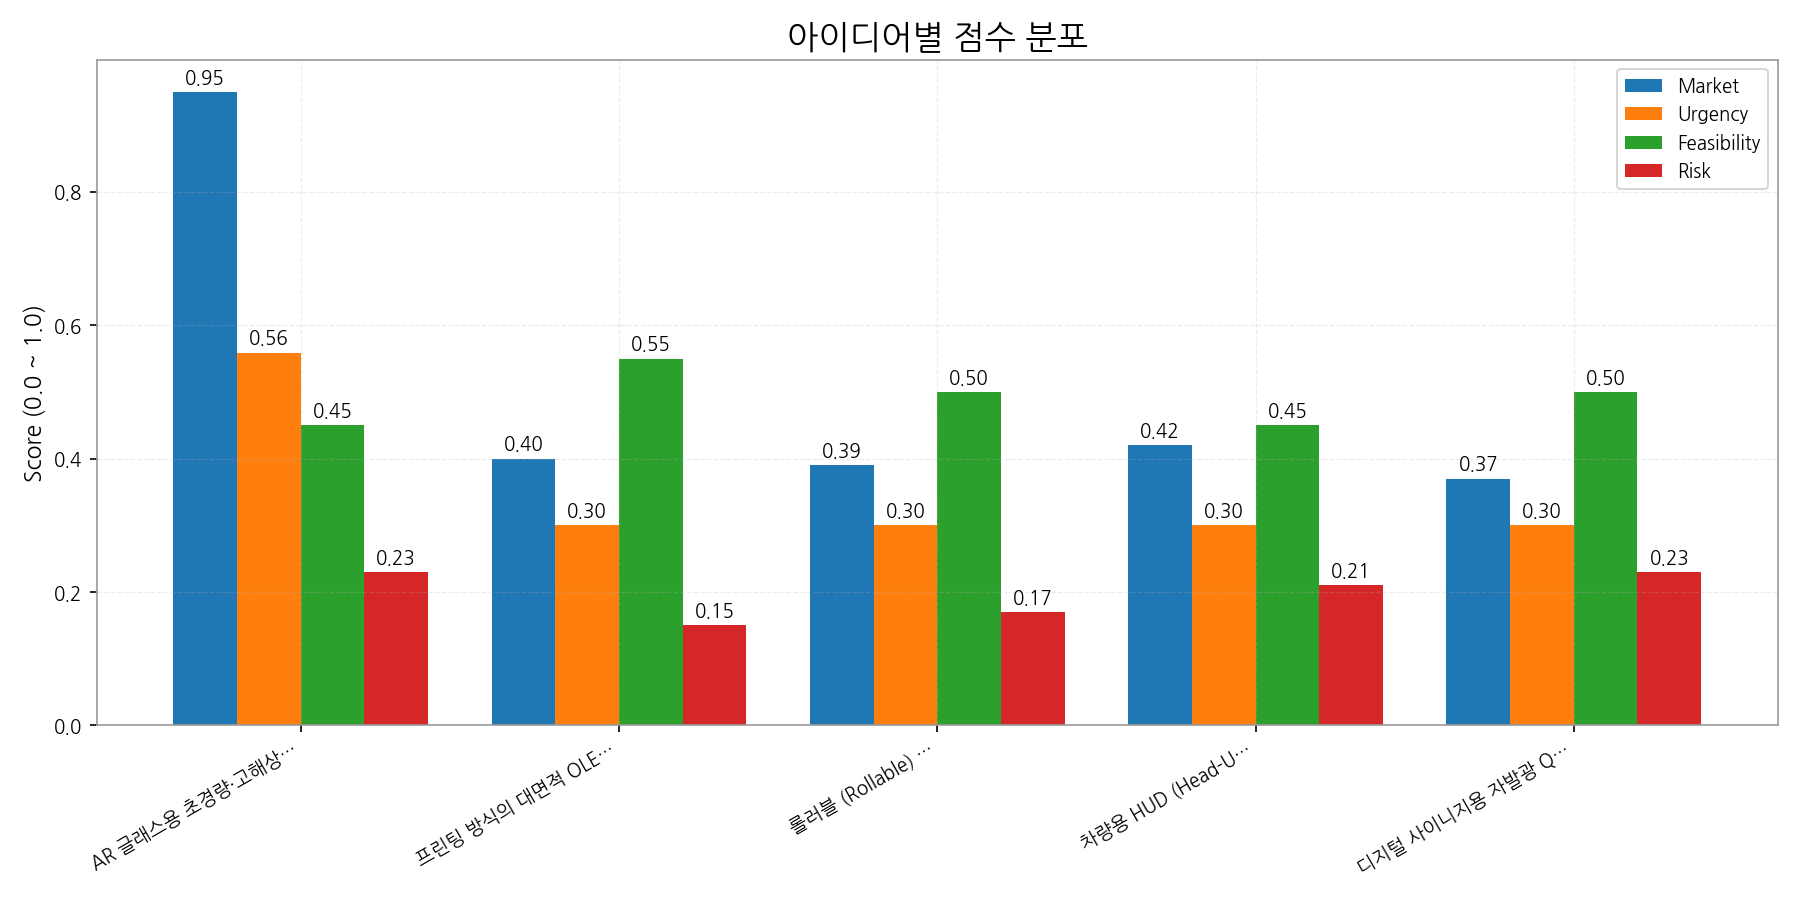 아이디어별 점수 분포
Market
Urgency
Feasibility
Risk
Score (0.0 ~ 1.0)
0.8
0.6
0.4
0.2
0.0
0.95
0.56
0.45
0.23
0.40
0.30
0.55
0.15
0.39
0.30
0.50
0.17
0.42
0.30
0.45
0.21
0.37
0.30
0.50
0.23
AR 글래스용 초경량·고해상…
프린팅 방식의 대면적 OLE…
롤러블 (Rollable) …
차량용 HUD (Head-U…
디지털 사이니지용 자발광 Q…